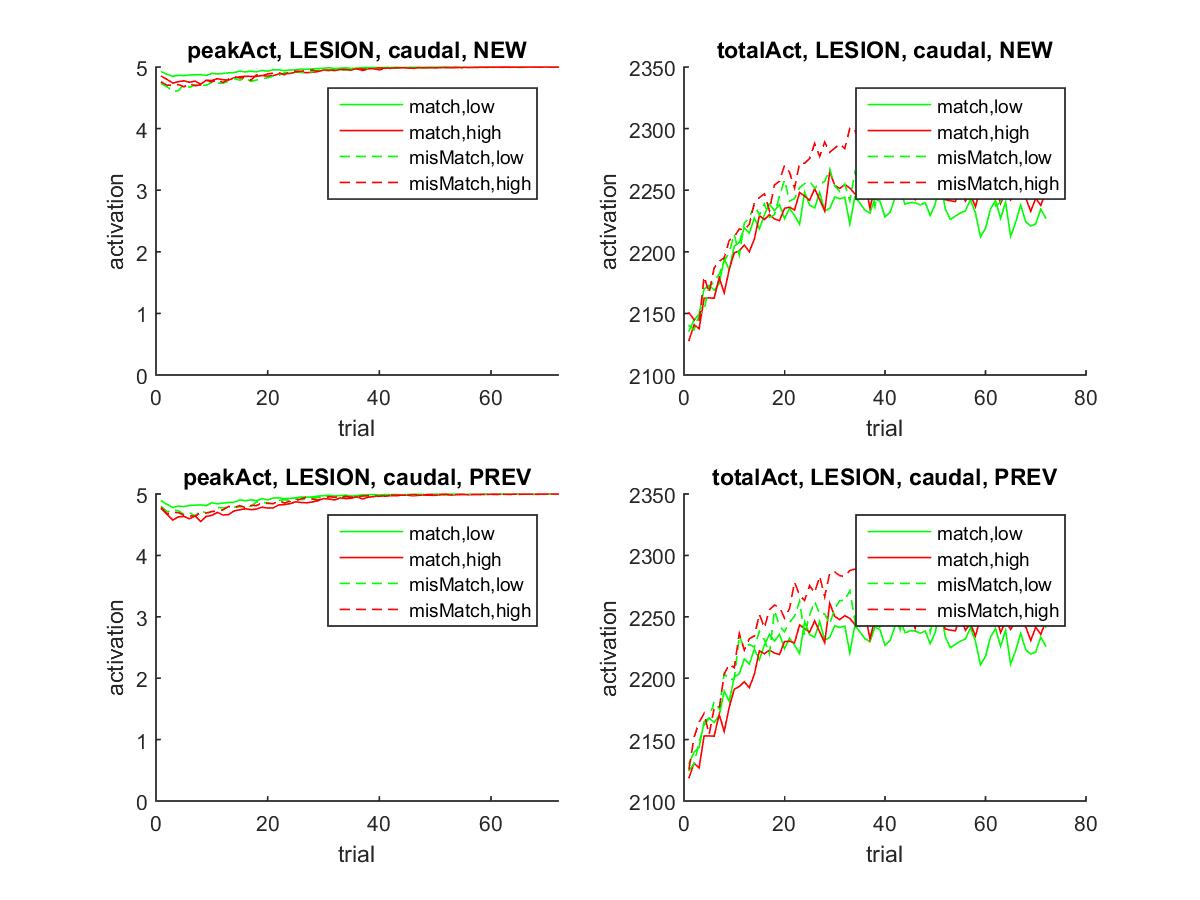 peakAct, LESION, caudal, NEW
5
4
3
2
1
0
activation
0 20 40 60
trial
match,low
match,high
misMatch,low
misMatch,high
totalAct, LESION, caudal, NEW
2350
2300
2250
2200
2150
2100
activation
0 20 40 60 80
trial
match,low
match,high
misMatch,low
misMatch,high
peakAct, LESION, caudal, PREV
5
4
3
2
1
0
activation
0 20 40 60
trial
match,low
match,high
misMatch,low
misMatch,high
totalAct, LESION, caudal, PREV
2350
2300
2250
2200
2150
2100
activation
0 20 40 60 80
trial
match,low
match,high
misMatch,low
misMatch,high